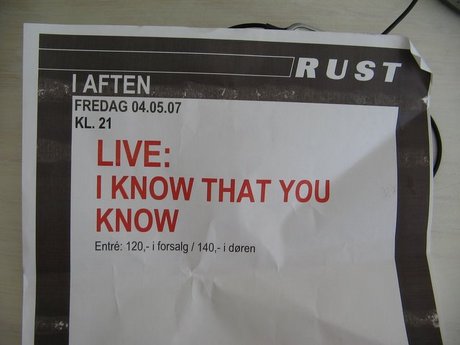 RUST
I AFTEN
FREDAG 04.05.07
KL. 21
LIVE:
I KNOW THAT YOU
KNOW
Entré: 120,- i forsalg / 140,- i døren